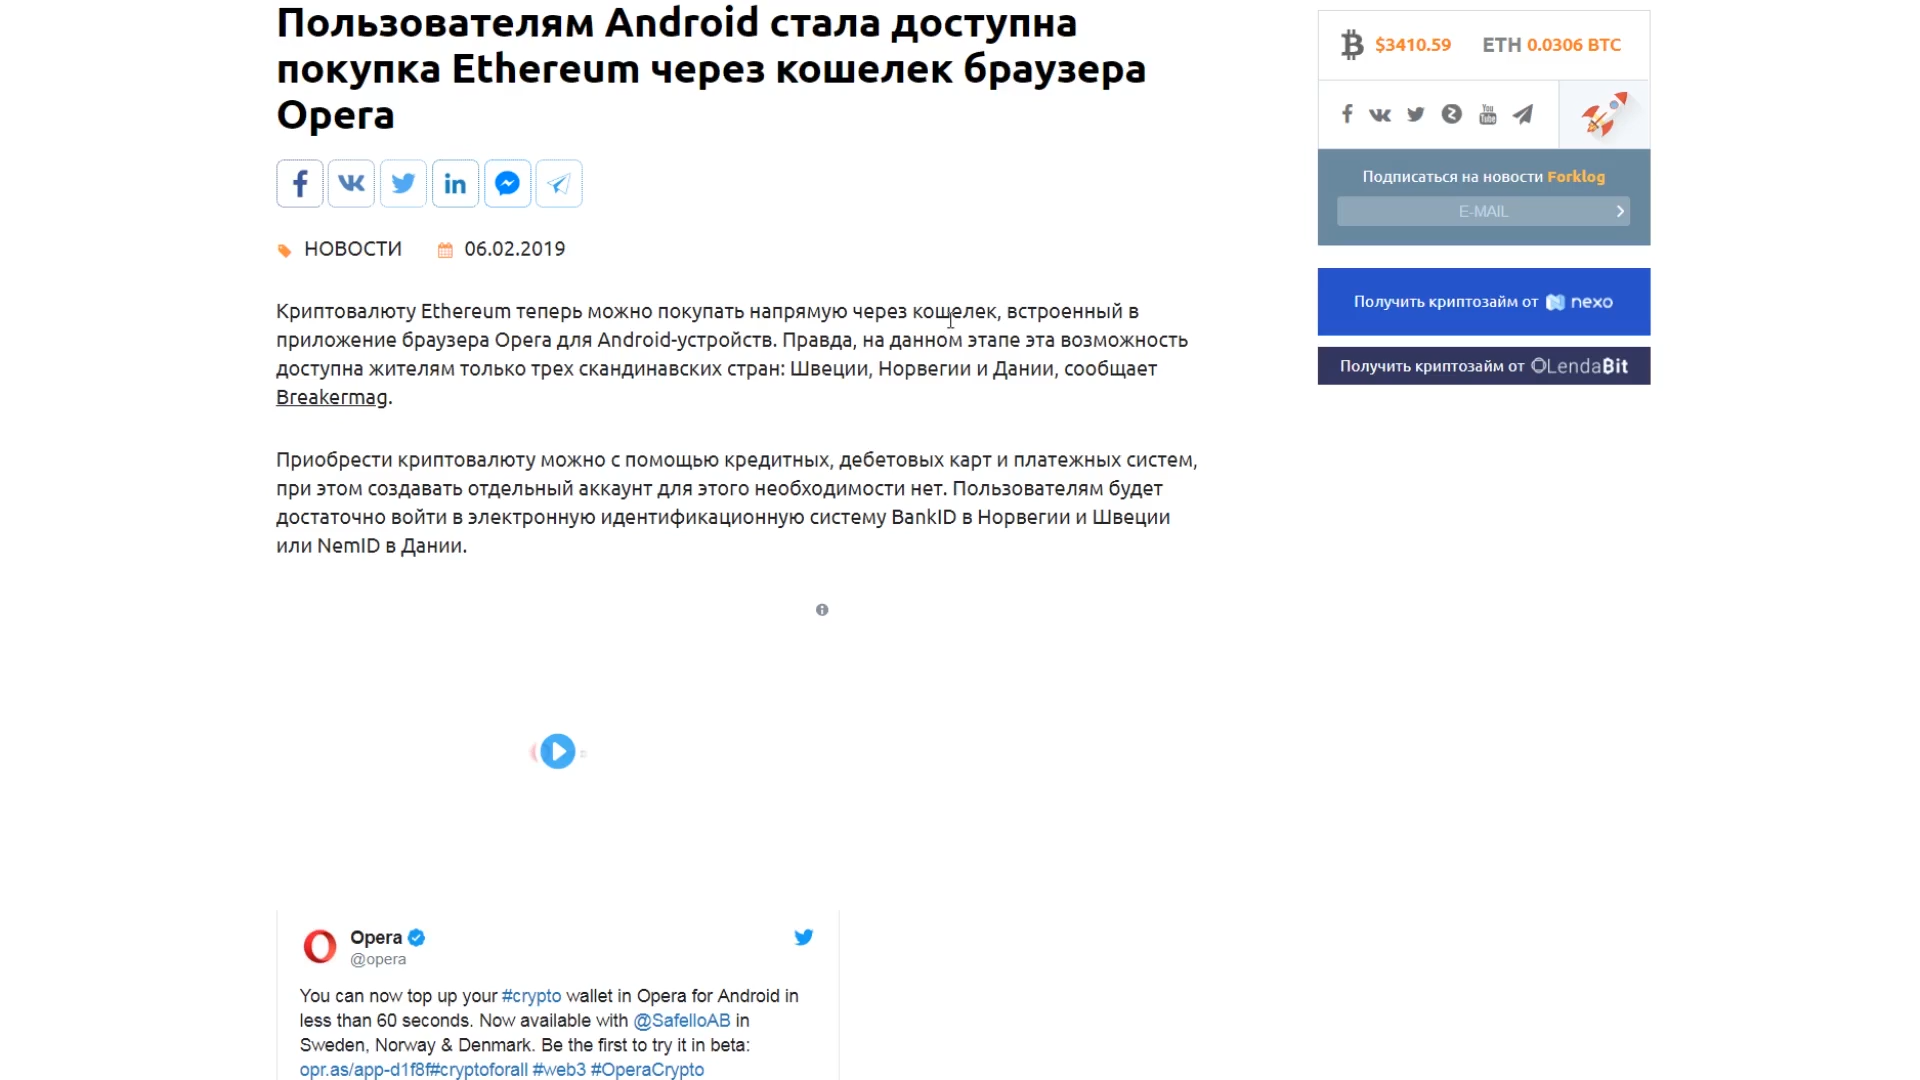 Пользователям Android стала доступна
покупка Ethereum через кошелек браузера
Opera
НОВОСТИ 06.02.2019
Криптовалюту Ethereum теперь можно покупать напрямую через кошелек, встроенный в
приложение браузера Opera для Android-устройств. Правда, на данном этапе эта возможность
доступна жителям только трех скандинавских стран: Швеции, Норвегии и Дании, сообщает
Breakermag.
Приобрести криптовалюту можно с помощью кредитных, дебетовых карт и платежных систем,
при этом создавать отдельный аккаунт для этого необходимости нет. Пользователям будет
достаточно войти в электронную идентификационную систему BankID в Норвегии и Швеции
или NemID в Дании.
Opera
@opera
You can now top up your #crypto wallet in Opera for Android in
less than 60 seconds. Now available with @SafelloAB in
Sweden, Norway & Denmark. Be the first to try it in beta:
opr.as/app-d1f8f#cryptoforall #web3 #OperaCrypto
$3410.59 ETH 0.0306 BTC
You Tube
Подписаться на новости Forklog
E-MAIL
Получить криптозайм от nexo
Получить криптозайм от LendaBit